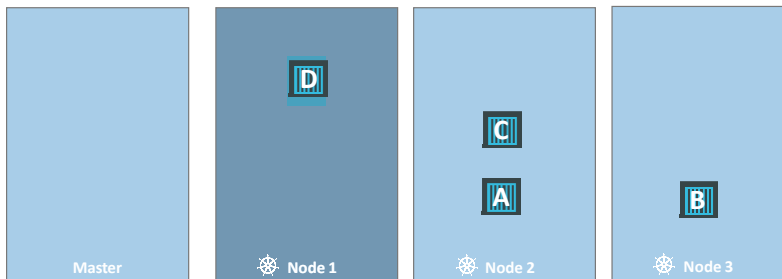 D
C
A
B
Master
Node 1
Node 2
Node 3